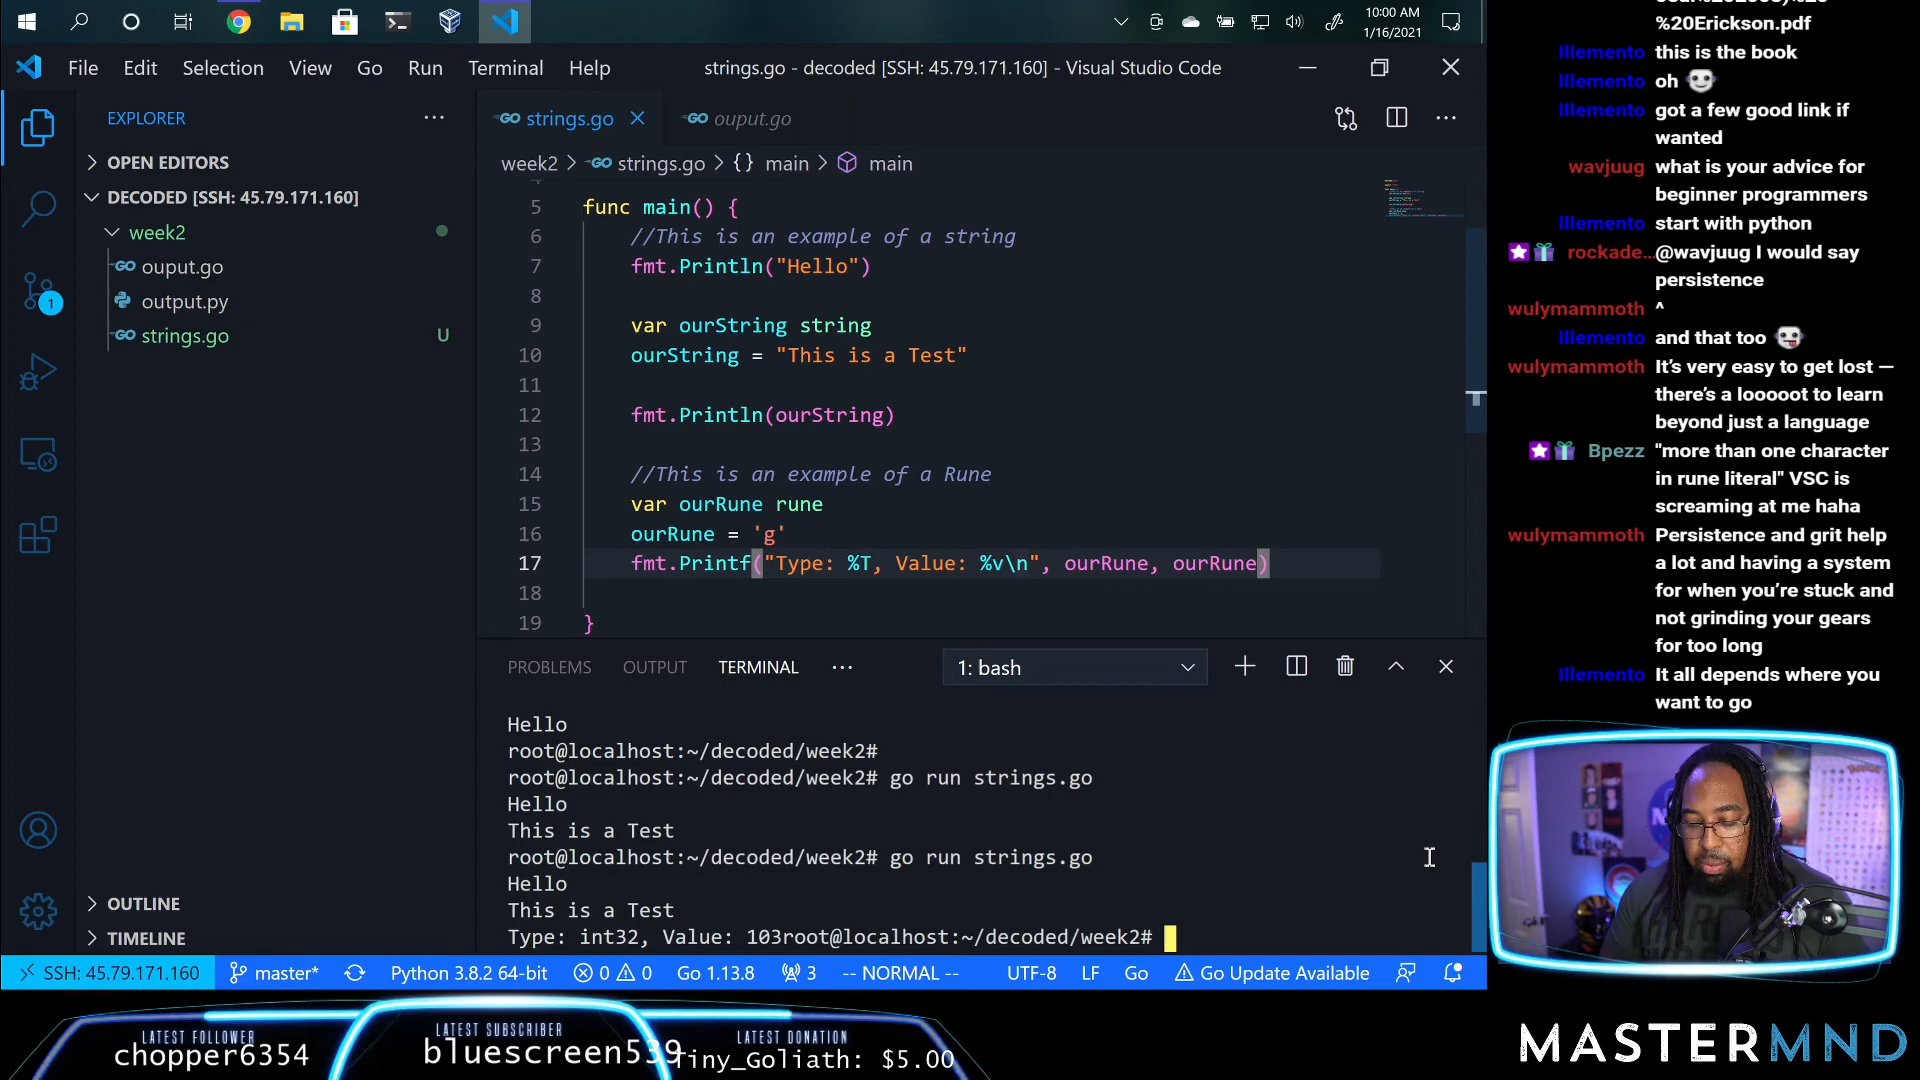 10:00 AM
1/16/2021
File Edit Selection View Go Run Terminal Help
strings.go - decoded [SSH: 45.79.171.160] - Visual Studio Code
EXPLORER
OPEN EDITORS
DECODED [SSH: 45.79.171.160]
week2
GO ouput.go
output.py
GO strings.go U
OUTLINE
TIMELINE
GO strings.go
GO ouput.go
week2 > GO strings.go > {} main > main
5 func main() {
6 //This is an example of a string
7 fmt.Println("Hello")
8
9 var ourString string
10 ourString = "This is a Test"
11
12 fmt.Println(ourString)
13
14 //This is an example of a Rune
15 var ourRune rune
16 ourRune = 'g'
17 fmt.Printf("Type: %T, Value: %v\n", ourRune, ourRune)
18
19 }
PROBLEMS OUTPUT TERMINAL ... 1: bash
Hello
root@localhost:~/decoded/week2#
root@localhost:~/decoded/week2# go run strings.go
Hello
This is a Test
root@localhost:~/decoded/week2# go run strings.go
Hello
This is a Test
Type: int32, Value: 103root@localhost:~/decoded/week2#
1
SSH: 45.79.171.160 master* Python 3.8.2 64-bit 0 0 Go 1.13.8 3 -- NORMAL -- UTF-8 LF Go Go Update Available
%20Erickson.pdf
Illemento this is the book
Illemento oh
Illemento got a few good link if
wanted
wavjuug what is your advice for
beginner programmers
Illemento start with python
rockade... @wavjuug I would say
persistence
wulymammoth ^
Illemento and that too
wulymammoth It's very easy to get lost —
there's a looooot to learn
beyond just a language
Bpezz "more than one character
in rune literal" VSC is
screaming at me haha
wulymammoth Persistence and grit help
a lot and having a system
for when you're stuck and
not grinding your gears
for too long
Illemento It all depends where you
want to go
LATEST FOLLOWER
chopper6354
LATEST SUBSCRIBER
bluescreen539
LATEST DONATION
Tiny_Goliath: $5.00
MASTERMND